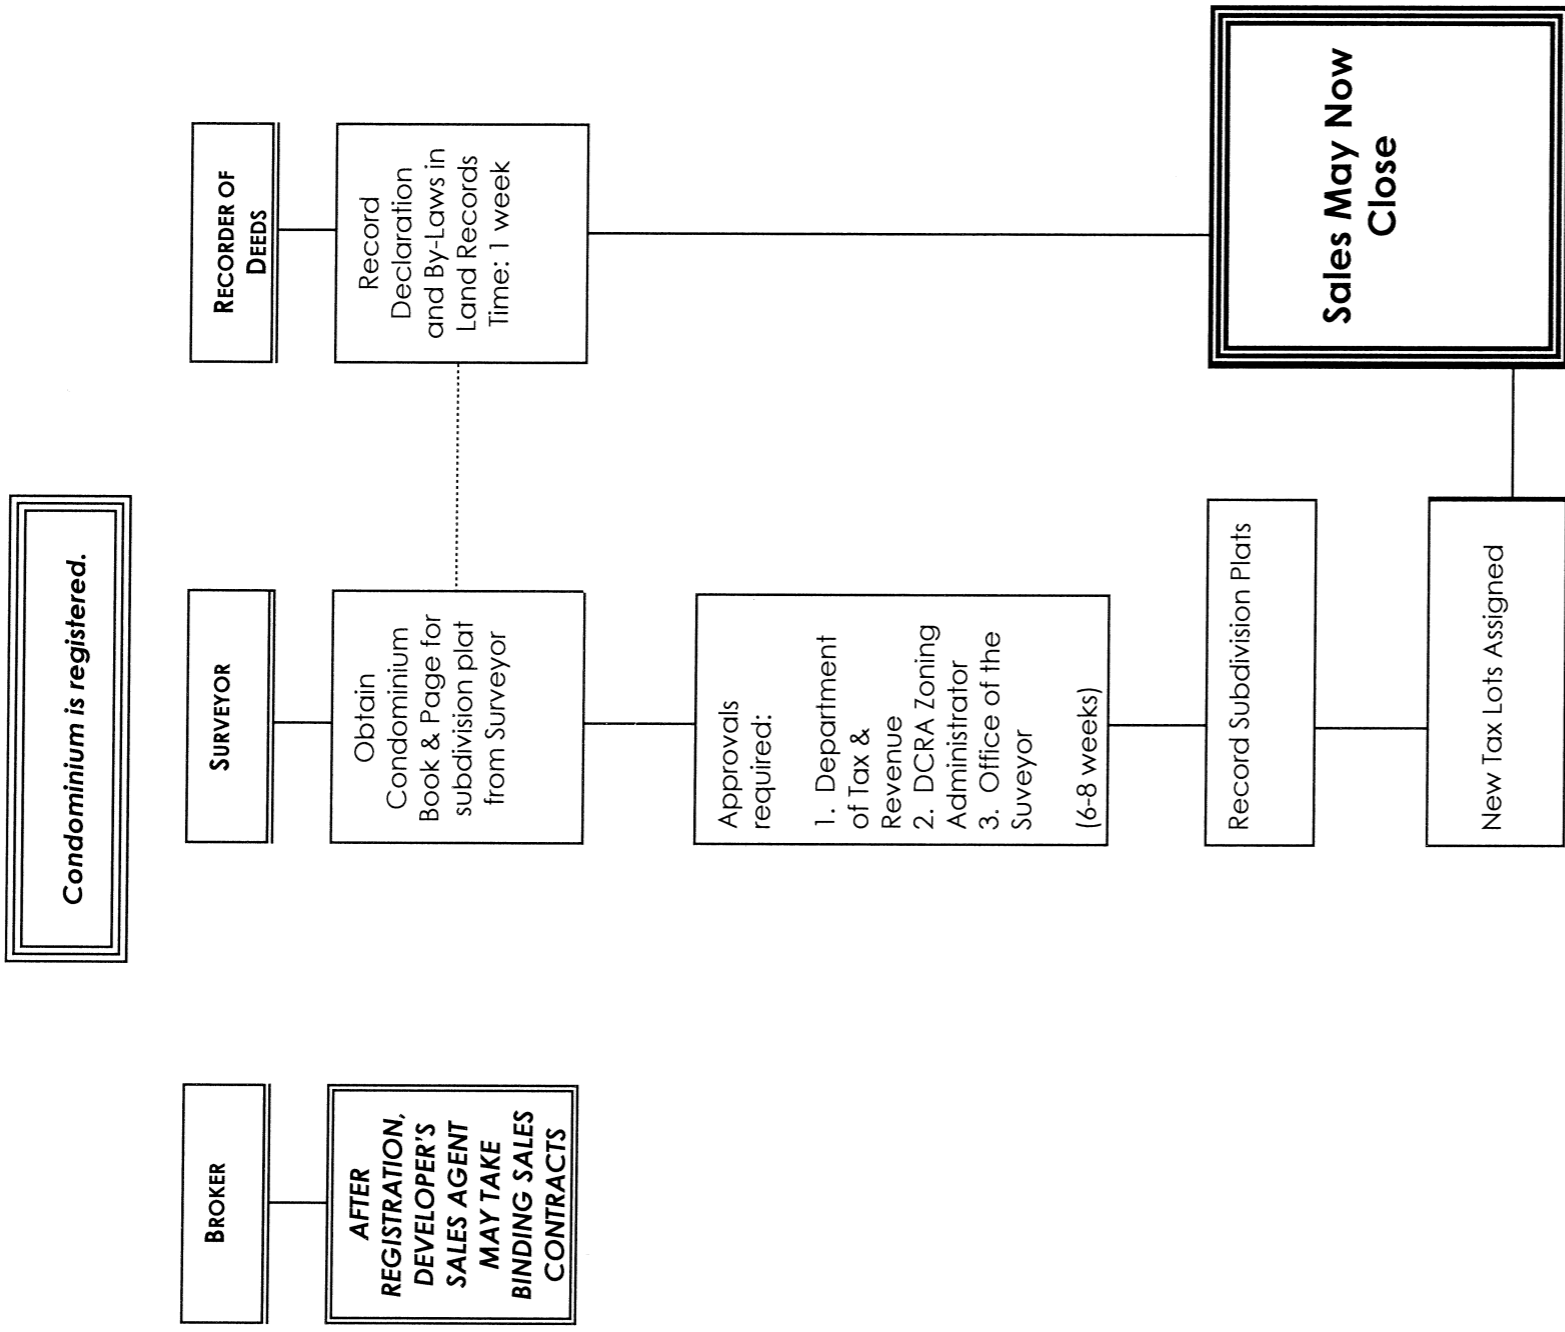 Condominium is registered.
BROKER
AFTER
REGISTRATION,
DEVELOPER'S
SALES AGENT
MAY TAKE
BINDING SALES
CONTRACTS
SURVEYOR
Obtain
Condominium
Book & Page for
subdivision plat
from Surveyor
Approvals
required:
1. Department
of Tax &
Revenue
2. DCRA Zoning
Administrator
3. Office of the
Suveyor
(6-8 weeks)
Record Subdivision Plats
New Tax Lots Assigned
RECORDER OF
DEEDS
Record
Declaration
and By-Laws in
Land Records
Time: 1 week
Sales May Now
Close